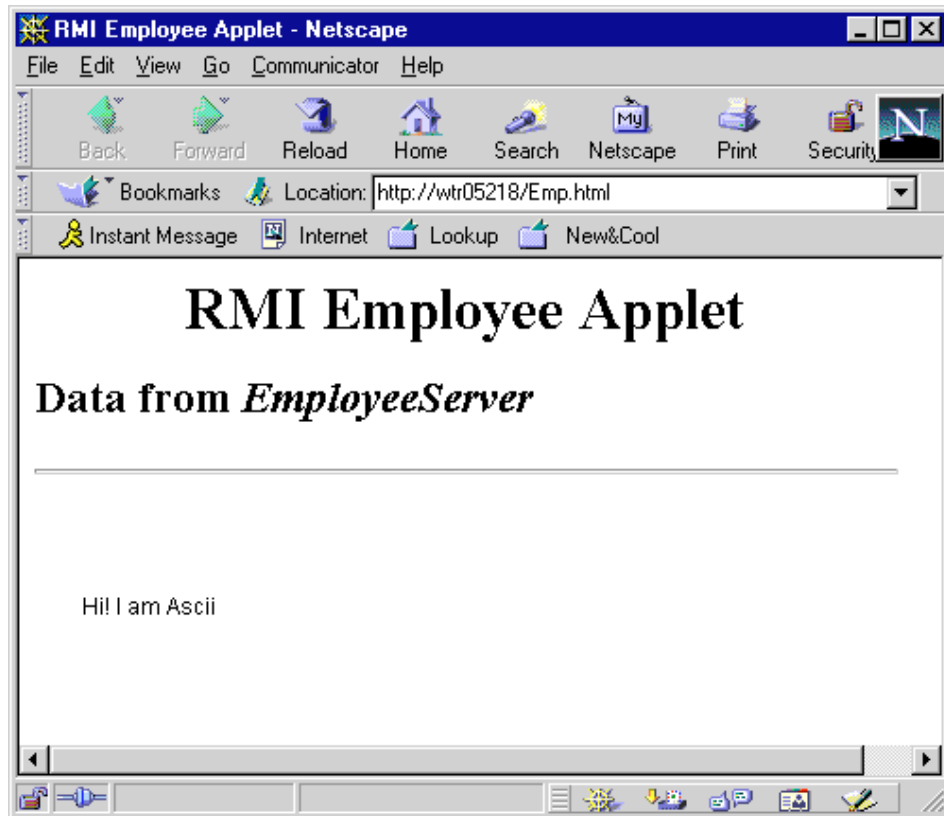 RMI Employee Applet - Netscape
File Edit View Go Communicator Help
Back Forward Reload Home Search My Netscape Print Security N
Bookmarks Location: http://wtr05218/Emp.html
Instant Message Internet Lookup New&Cool
RMI Employee Applet
Data from EmployeeServer
Hi! I am Ascii